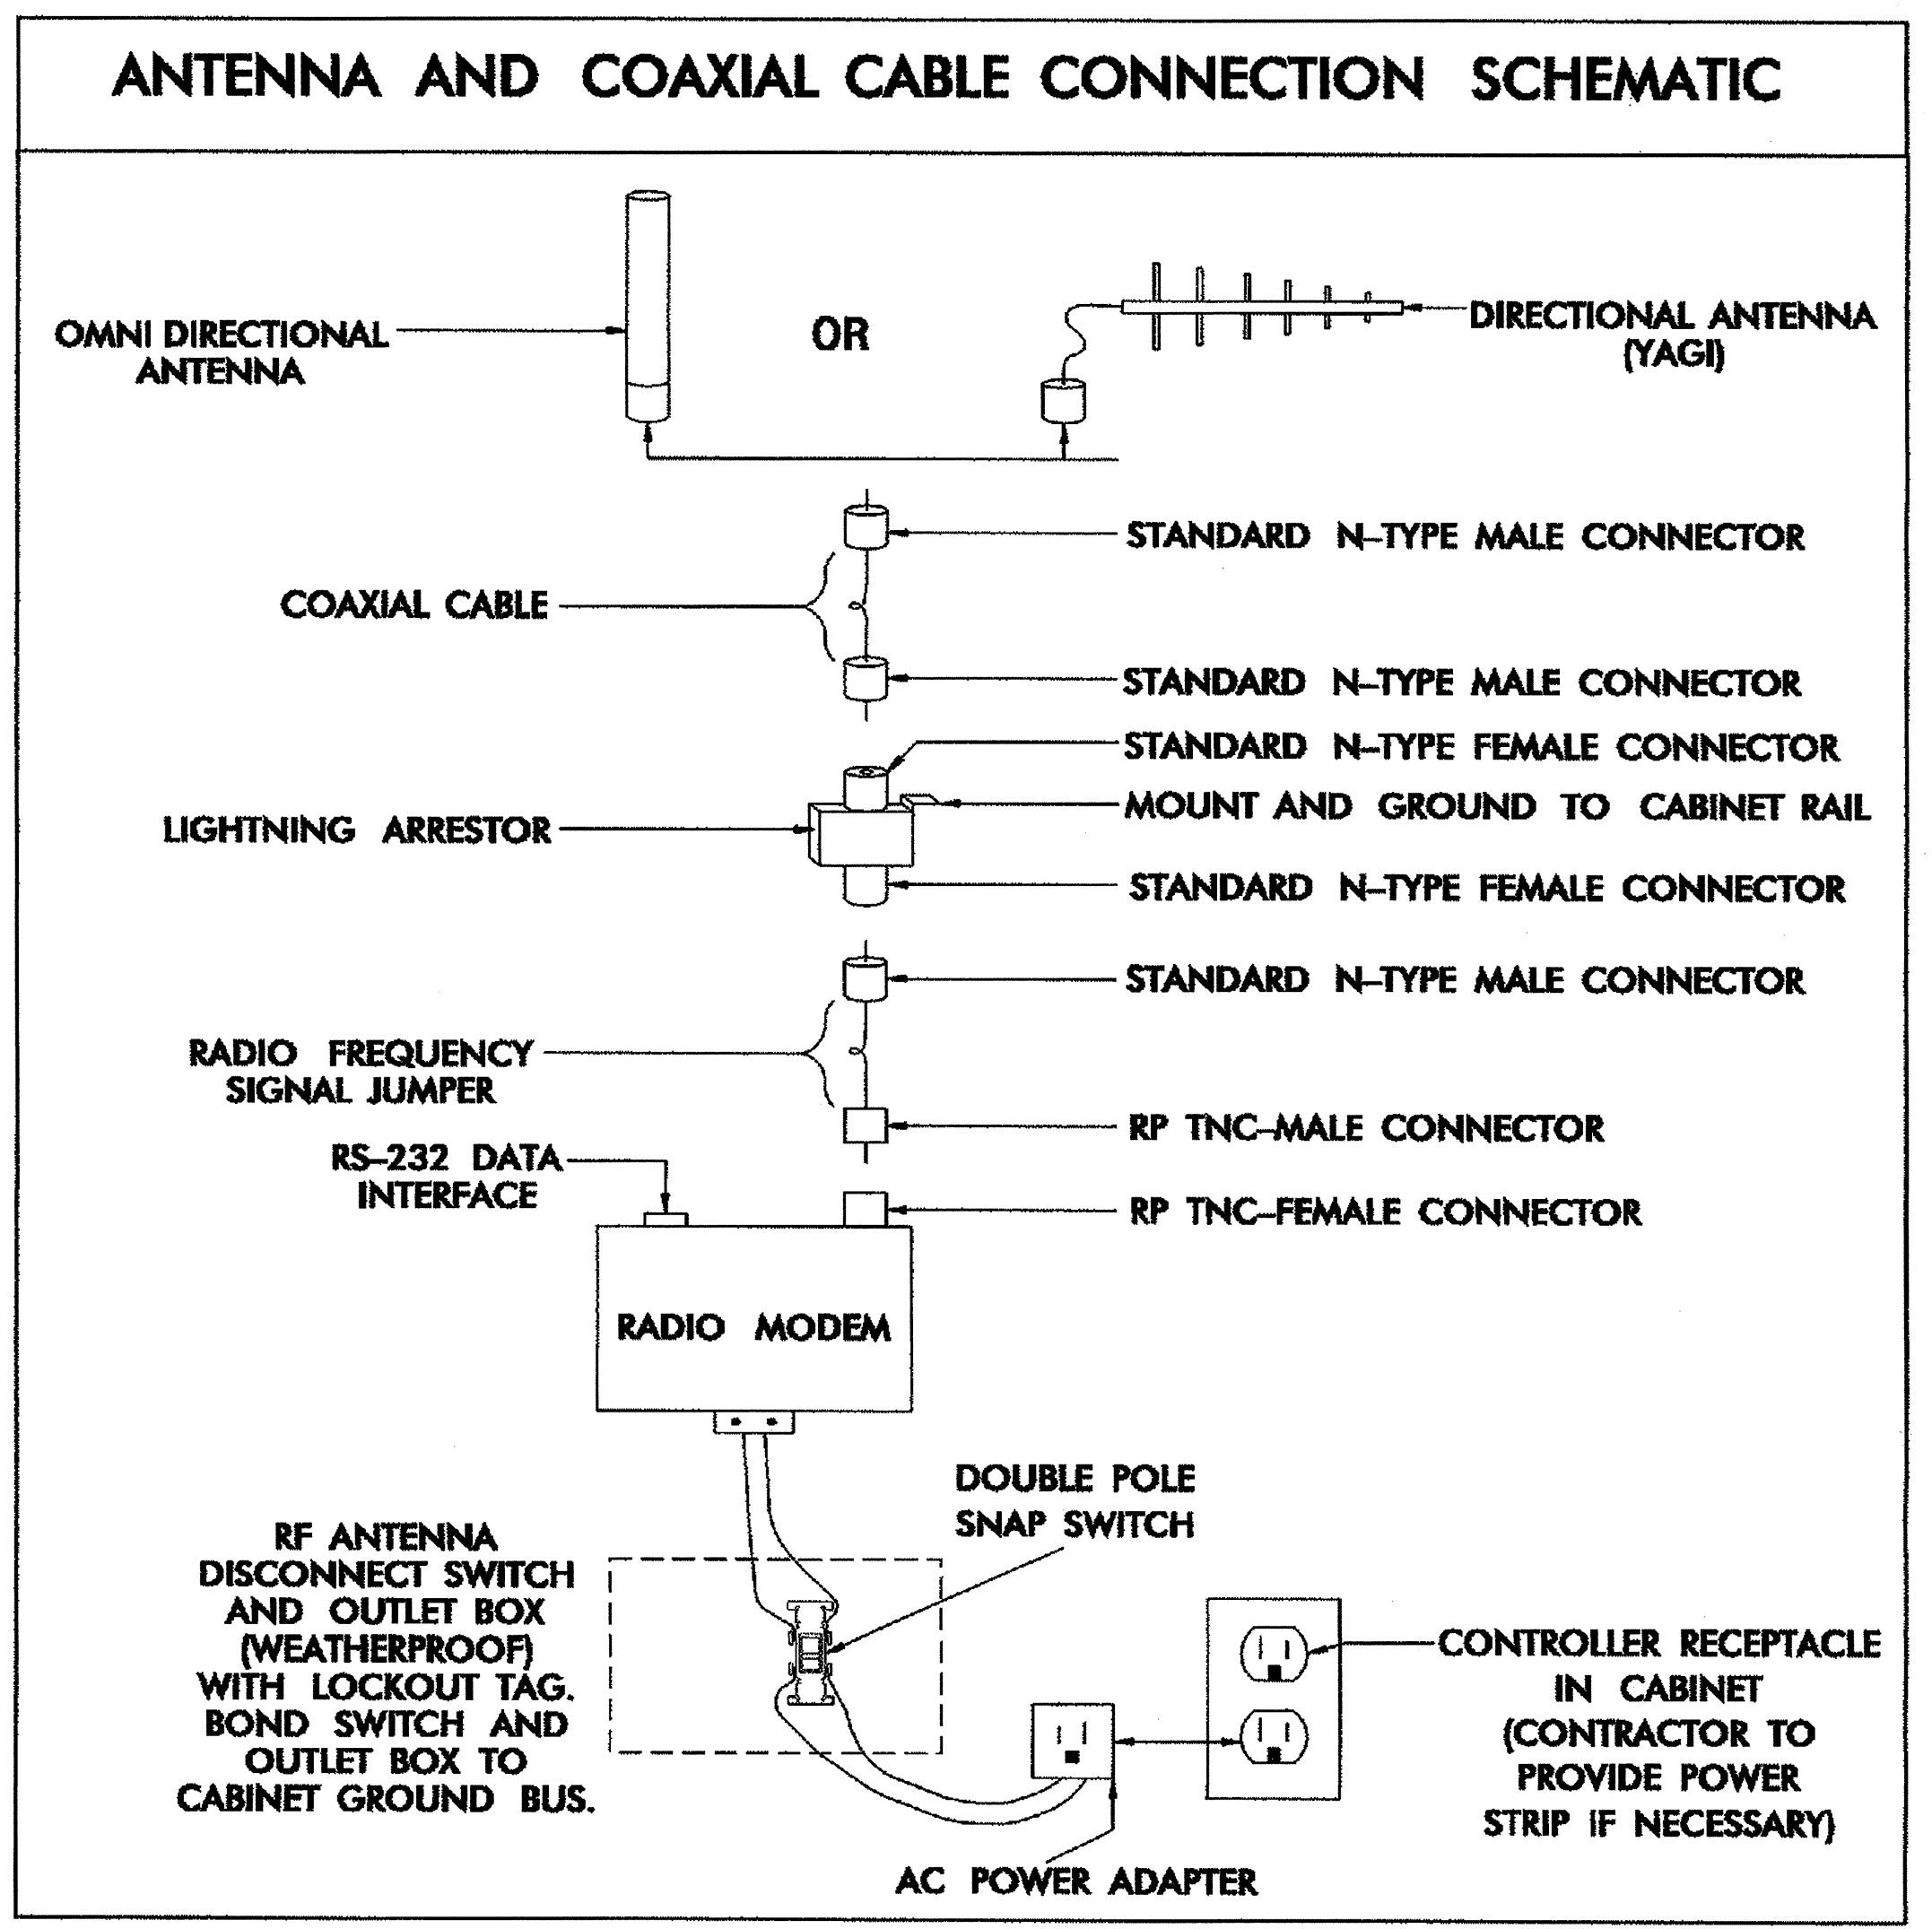 ANTENNA AND COAXIAL CABLE CONNECTION SCHEMATIC
OMNI DIRECTIONAL
ANTENNA
OR
DIRECTIONAL ANTENNA
(YAGI)
STANDARD N-TYPE MALE CONNECTOR
COAXIAL CABLE
STANDARD N-TYPE MALE CONNECTOR
STANDARD N-TYPE FEMALE CONNECTOR
MOUNT AND GROUND TO CABINET RAIL
LIGHTNING ARRESTOR
STANDARD N-TYPE FEMALE CONNECTOR
STANDARD N-TYPE MALE CONNECTOR
RADIO FREQUENCY
SIGNAL JUMPER
RP TNC-MALE CONNECTOR
RS-232 DATA
INTERFACE
RP TNC-FEMALE CONNECTOR
RADIO MODEM
DOUBLE POLE
SNAP SWITCH
RF ANTENNA
DISCONNECT SWITCH
AND OUTLET BOX
(WEATHERPROOF)
WITH LOCKOUT TAG.
BOND SWITCH AND
OUTLET BOX TO
CABINET GROUND BUS.
CONTROLLER RECEPTACLE
IN CABINET
(CONTRACTOR TO
PROVIDE POWER
STRIP IF NECESSARY)
AC POWER ADAPTER